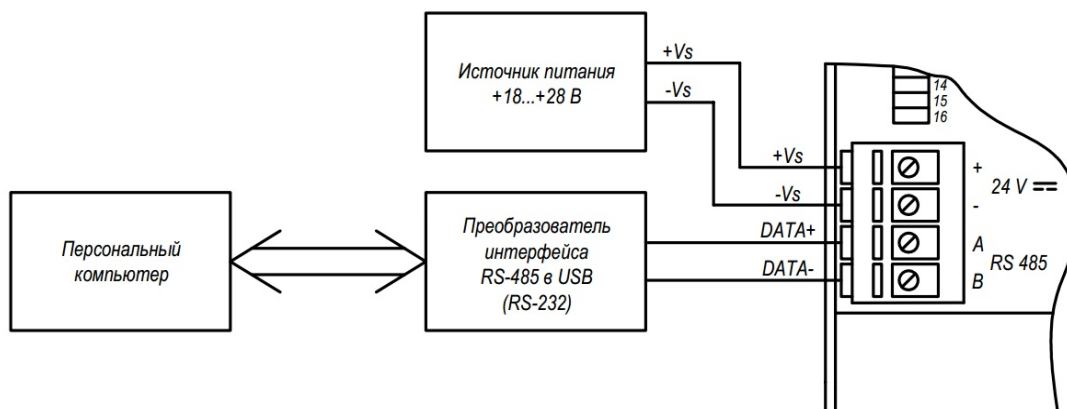 Источник питания
+18...+28 В
+Vs
-Vs
14
15
16
+Vs
-Vs
DATA+
DATA-
+
-
24 V
A
B
RS 485
Персональный
компьютер
Преобразователь
интерфейса
RS-485 в USB
(RS-232)